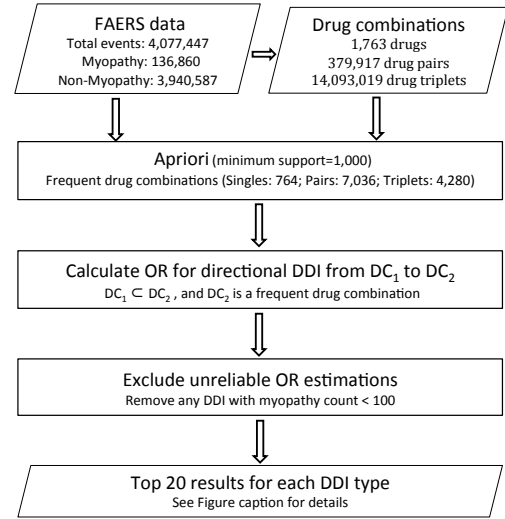 FAERS data
Total events: 4,077,447
Myopathy: 136,860
Non-Myopathy: 3,940,587
Drug combinations
1,763 drugs
379,917 drug pairs
14,093,019 drug triplets
Apriori (minimum support=1,000)
Frequent drug combinations (Singles: 764; Pairs: 7,036; Triplets: 4,280)
Calculate OR for directional DDI from DC₁ to DC₂
DC₁ ⊂ DC₂ , and DC₂ is a frequent drug combination
Exclude unreliable OR estimations
Remove any DDI with myopathy count < 100
Top 20 results for each DDI type
See Figure caption for details